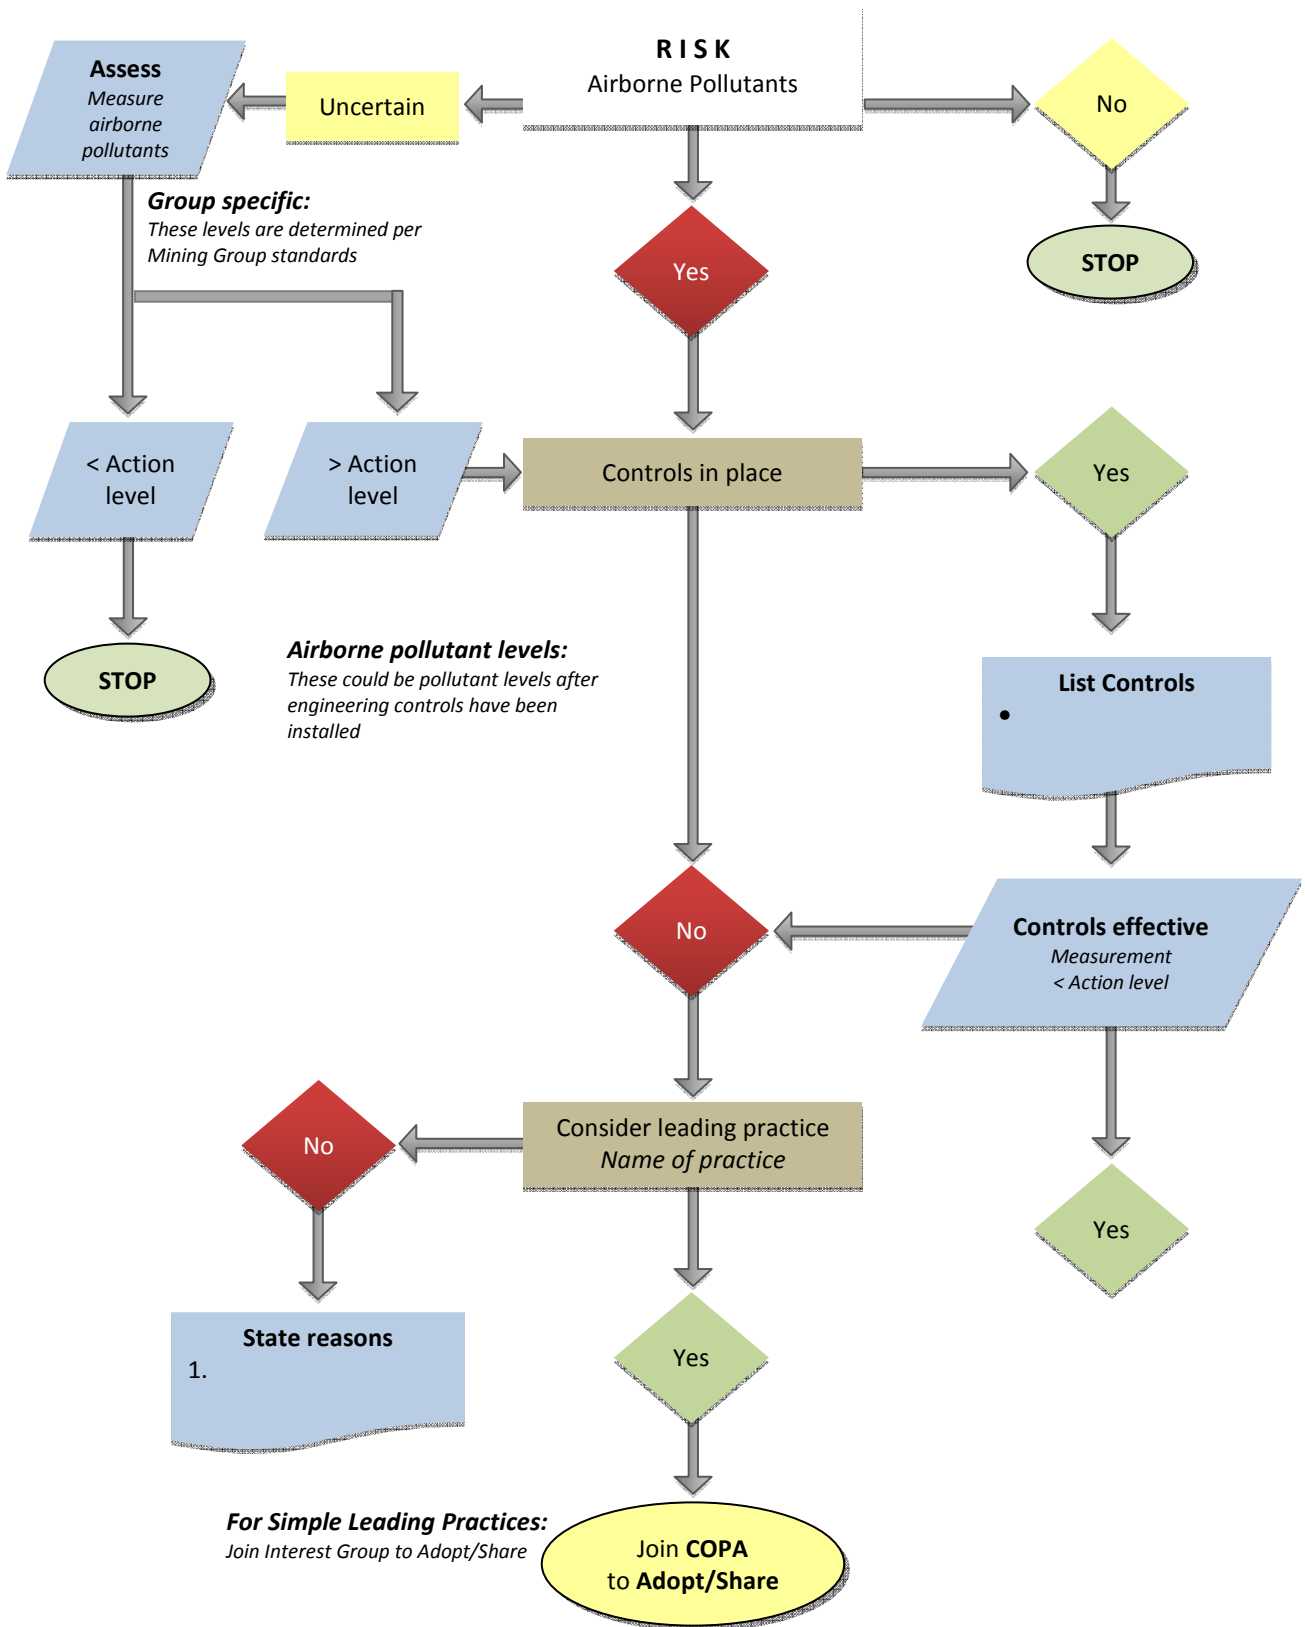 R I S K
Airborne Pollutants
Assess
Measure
airborne
pollutants
Uncertain
No
Group specific:
These levels are determined per
Mining Group standards
Yes
STOP
< Action
level
> Action
level
Controls in place
Yes
STOP
Airborne pollutant levels:
These could be pollutant levels after
engineering controls have been
installed
List Controls
•
No
Controls effective
Measurement
< Action level
No
Consider leading practice
Name of practice
Yes
State reasons
1.
Yes
For Simple Leading Practices:
Join Interest Group to Adopt/Share
Join COPA
to Adopt/Share